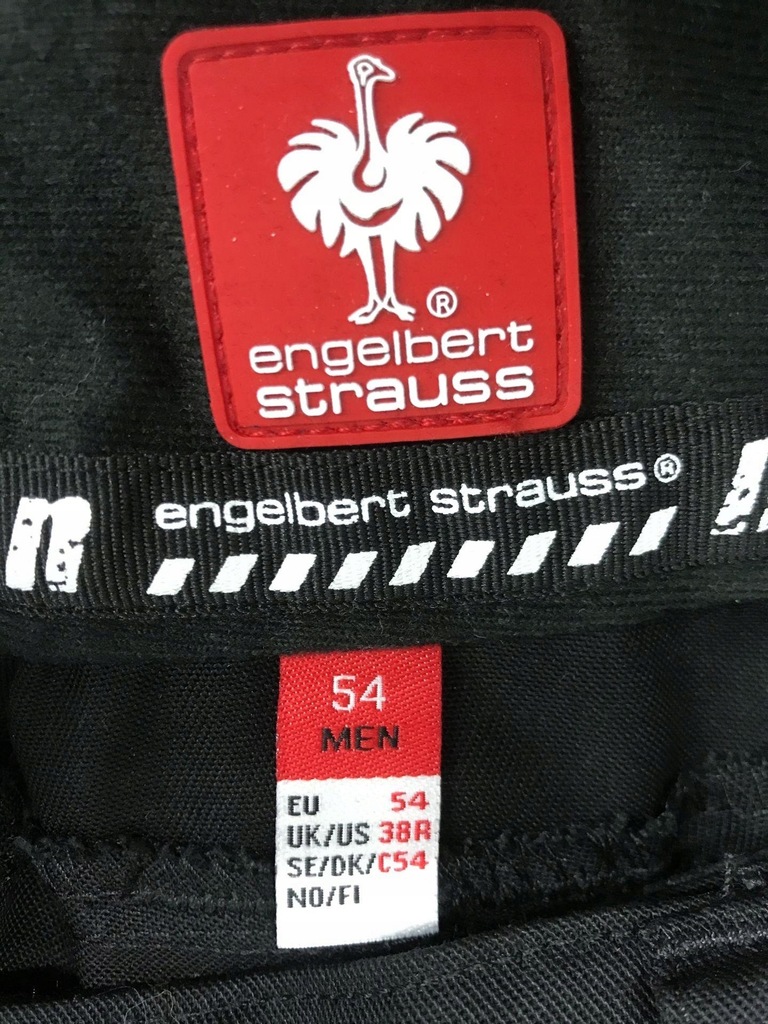 ®
engelbert
strauss
n engelbert strauss®
54
MEN
EU 54
UK/US 38R
SE/DK/C54
NO/FI